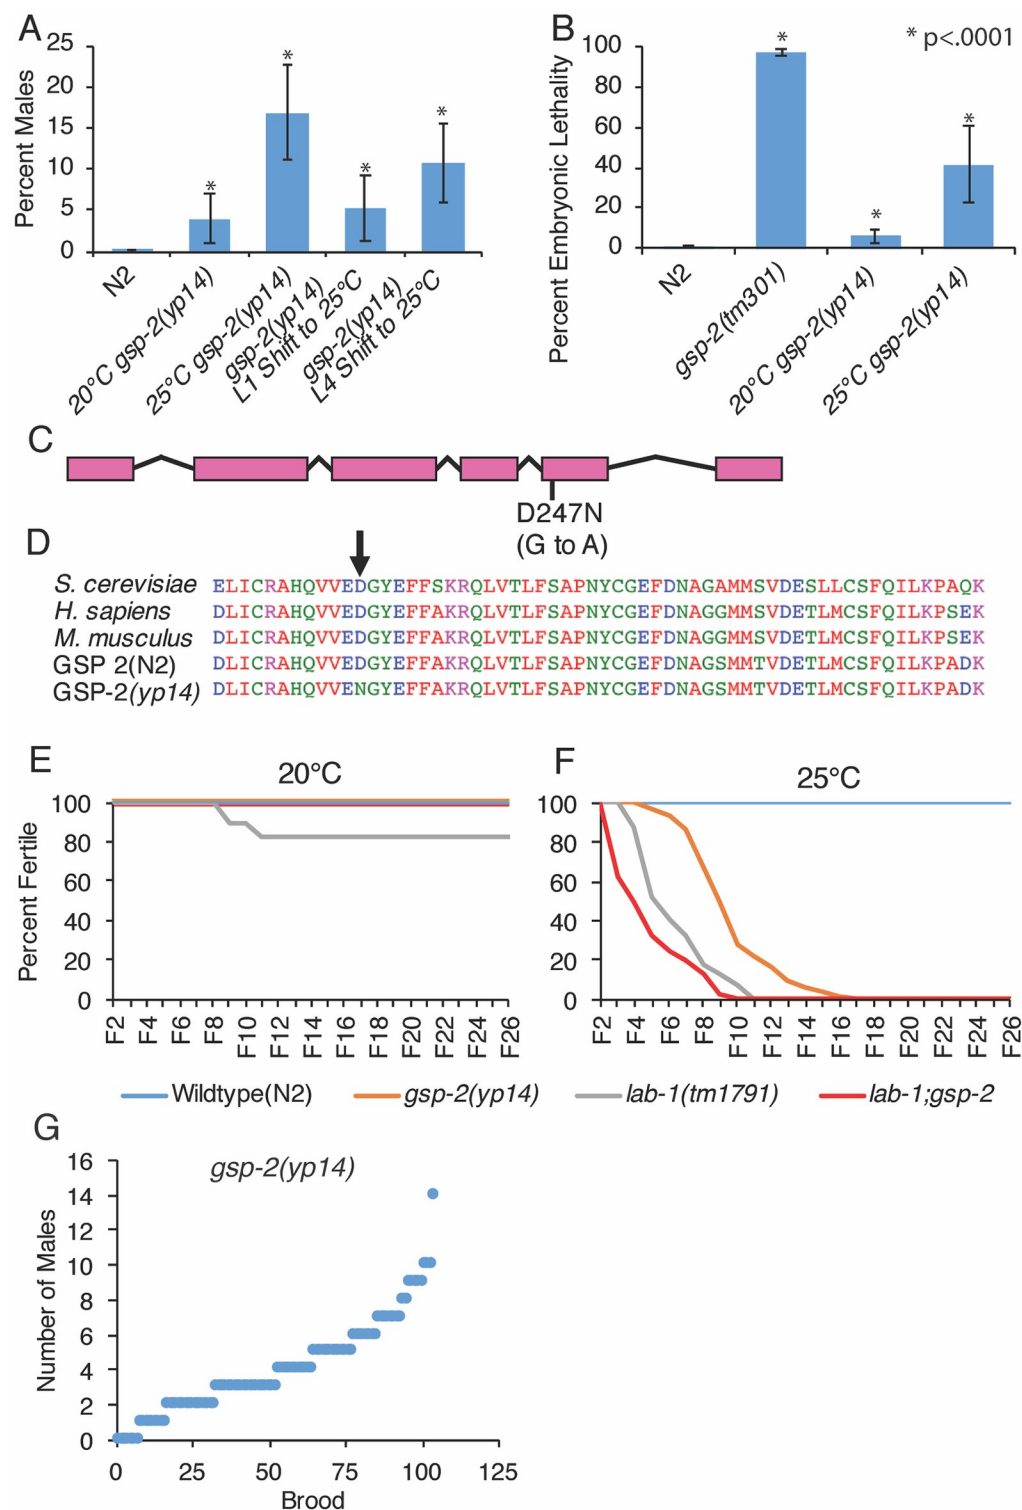 A
Percent Males
25
20
15
10
5
0
*
*
*
*
N2
20°C gsp-2(yp14)
25°C gsp-2(yp14)
gsp-2(yp14)
L1 Shift to 25°C
gsp-2(yp14)
L4 Shift to 25°C
B
Percent Embryonic Lethality
100
80
60
40
20
0
* p<.0001
*
*
*
N2
gsp-2(tm301)
20°C gsp-2(yp14)
25°C gsp-2(yp14)
C
D247N
(G to A)
D
S. cerevisiae ELICRAHQVVEDGYEFFSKRQLVTLFSAPNYCGEFDNAGAMMSVDESLLCSFQILKPAQK
H. sapiens DLICRAHQVVEDGYEFFAKRQLVTLFSAPNYCGEFDNAGGMMSVDETLMCSFQILKPSEK
M. musculus DLICRAHQVVEDGYEFFAKRQLVTLFSAPNYCGEFDNAGGMMSVDETLMCSFQILKPSEK
GSP 2(N2) DLICRAHQVVEDGYEFFAKRQLVTLFSAPNYCGEFDNAGSMMTVDETLMCSFQILKPADK
GSP-2(yp14) DLICRAHQVVENGYEFFAKRQLVTLFSAPNYCGEFDNAGSMMTVDETLMCSFQILKPADK
E
20°C
Percent Fertile
100
80
60
40
20
0
F2 F4 F6 F8 F10 F12 F14 F16 F18 F20 F22 F24 F26
F
25°C
100
80
60
40
20
0
F2 F4 F6 F8 F10 F12 F14 F16 F18 F20 F22 F24 F26
Wildtype(N2) gsp-2(yp14) lab-1(tm1791) lab-1;gsp-2
G
gsp-2(yp14)
Number of Males
16
14
12
10
8
6
4
2
0
0 25 50 75 100 125
Brood